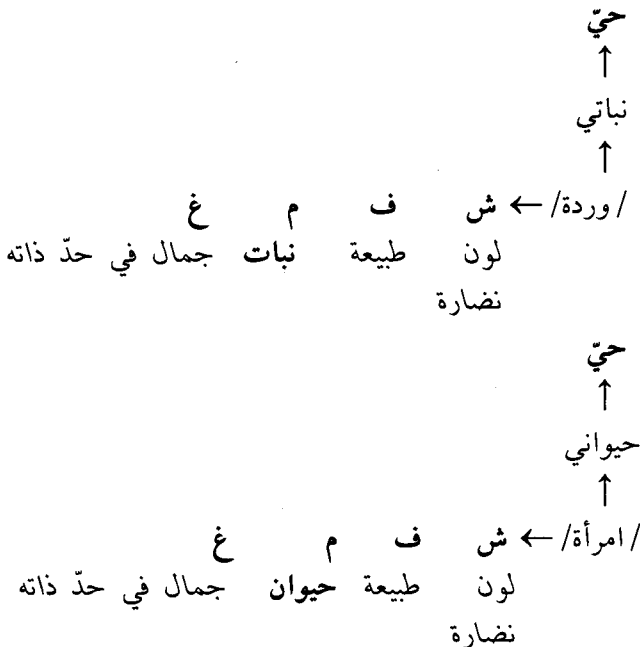 حيّ
↑
نباتي
↑
/وردة/ ← ش ف م غ
لون طبيعة نبات جمال في حدّ ذاته
نضارة
حيّ
↑
حيواني
↑
/امرأة/ ← ش ف م غ
لون طبيعة حيوان جمال في حدّ ذاته
نضارة